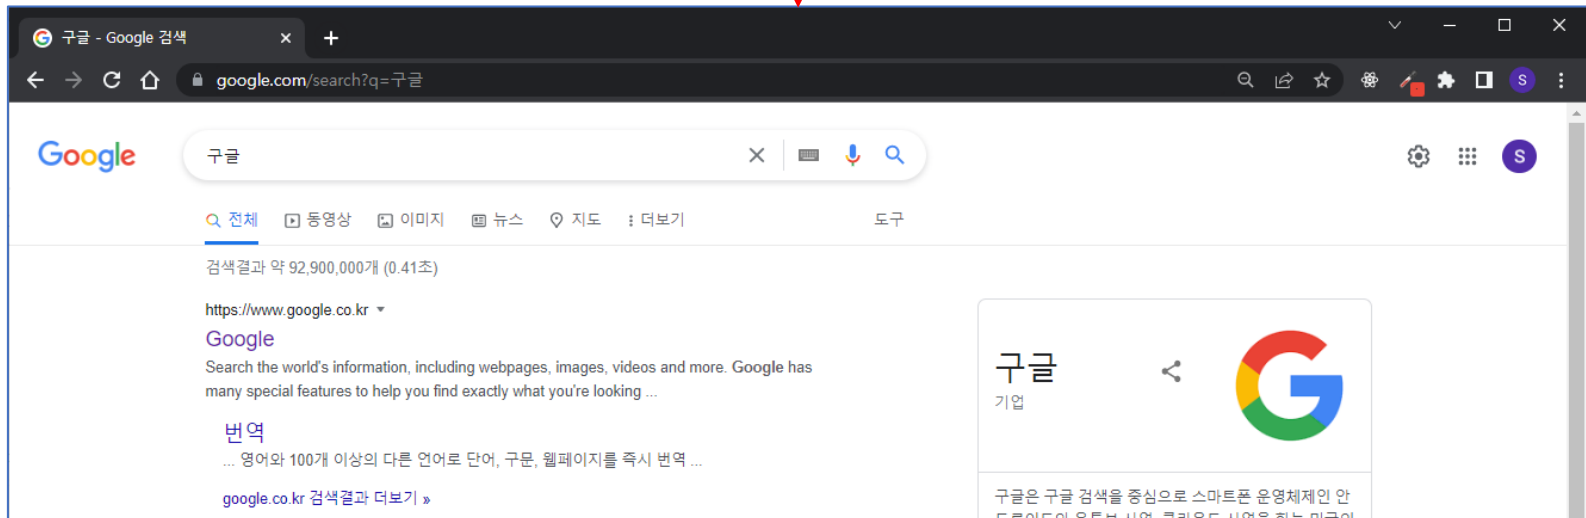 구글 - Google 검색
google.com/search?q=구글
S
Google
구글
S
전체 동영상 이미지 뉴스 지도 더보기 도구
검색결과 약 92,900,000개 (0.41초)
https://www.google.co.kr
Google
Search the world's information, including webpages, images, videos and more. Google has
many special features to help you find exactly what you're looking ...
번역
... 영어와 100개 이상의 다른 언어로 단어, 구문, 웹페이지를 즉시 번역 ...
google.co.kr 검색결과 더보기 »
구글
기업
구글은 구글 검색을 중심으로 스마트폰 운영체제인 안